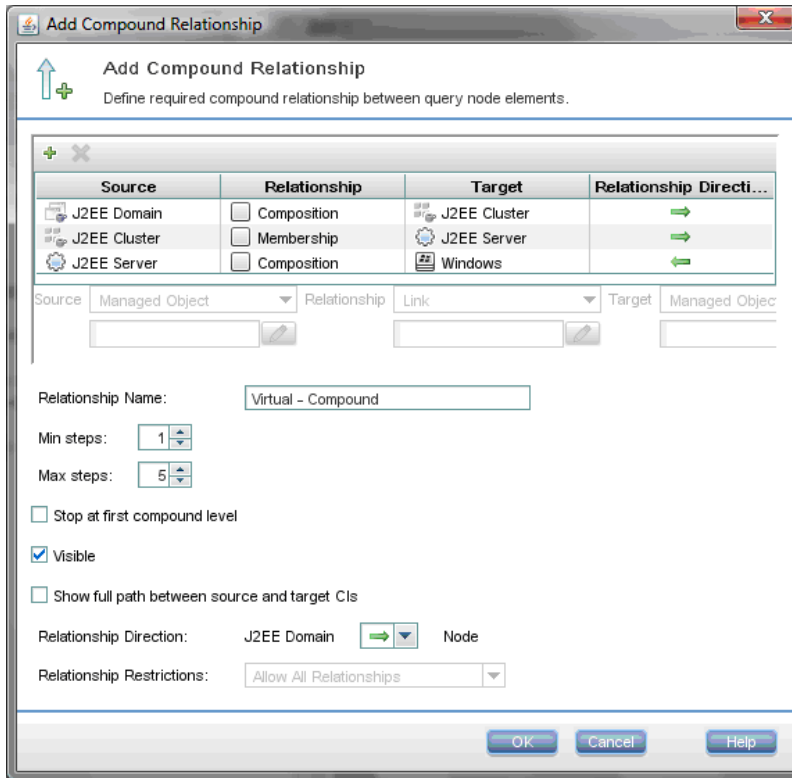 Add Compound Relationship
Add Compound Relationship
Define required compound relationship between query node elements.
Source Relationship Target Relationship Directi...
J2EE Domain Composition J2EE Cluster
J2EE Cluster Membership J2EE Server
J2EE Server Composition Windows
Source Managed Object Relationship Link Target Managed Objec
Relationship Name: Virtual - Compound
Min steps: 1
Max steps: 5
Stop at first compound level
Visible
Show full path between source and target CIs
Relationship Direction: J2EE Domain Node
Relationship Restrictions: Allow All Relationships
OK Cancel Help